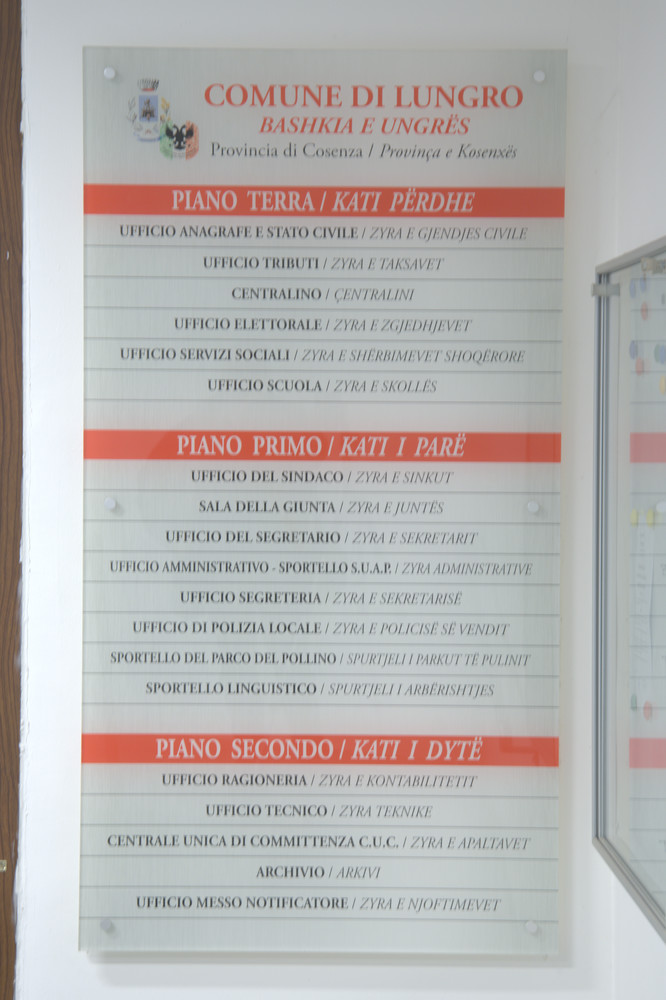 COMUNE DI LUNGRO
BASHKIA E UNGRËS
Provincia di Cosenza / Provinça e Kosenxës
PIANO TERRA / KATI PËRDHE
UFFICIO ANAGRAFE E STATO CIVILE / ZYRA E GJENDJES CIVILE
UFFICIO TRIBUTI / ZYRA E TAKSAVET
CENTRALINO / ÇENTRALINI
UFFICIO ELETTORALE / ZYRA E ZGJEDHJEVET
UFFICIO SERVIZI SOCIALI / ZYRA E SHËRBIMEVET SHOQËRORE
UFFICIO SCUOLA / ZYRA E SKOLLËS
PIANO PRIMO / KATI I PARË
UFFICIO DEL SINDACO / ZYRA E SINKUT
SALA DELLA GIUNTA / ZYRA E JUNTËS
UFFICIO DEL SEGRETARIO / ZYRA E SEKRETARIT
UFFICIO AMMINISTRATIVO - SPORTELLO S.U.A.P. / ZYRA ADMINISTRATIVE
UFFICIO SEGRETERIA / ZYRA E SEKRETARISË
UFFICIO DI POLIZIA LOCALE / ZYRA E POLICISË SË VENDIT
SPORTELLO DEL PARCO DEL POLLINO / SPURTJELI I PARKUT TË PULINIT
SPORTELLO LINGUISTICO / SPURTJELI I ARBËRISHTJES
PIANO SECONDO / KATI I DYTË
UFFICIO RAGIONERIA / ZYRA E KONTABILITETIT
UFFICIO TECNICO / ZYRA TEKNIKE
CENTRALE UNICA DI COMMITTENZA C.U.C. / ZYRA E APALTAVET
ARCHIVIO / ARKIVI
UFFICIO MESSO NOTIFICATORE / ZYRA E NJOFTIMEVET